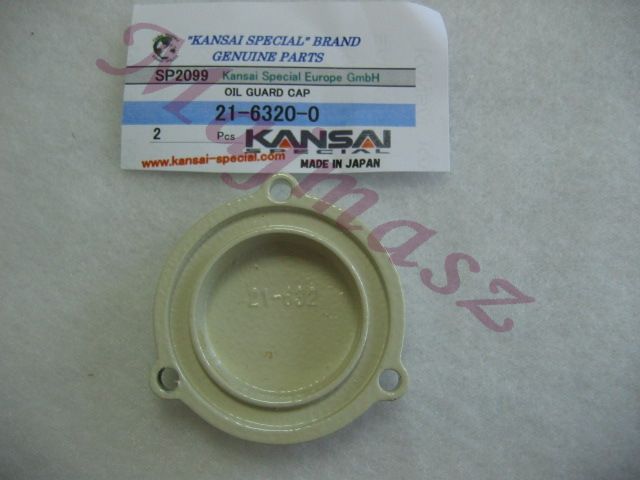 "KANSAI SPECIAL" BRAND
GENUINE PARTS
SP2099 Kansai Special Europe GmbH
OIL GUARD CAP
21-6320-0
2 Pcs KANSAI
SPECIAL
www.kansai-special.com MADE IN JAPAN
21-632
Majmasz